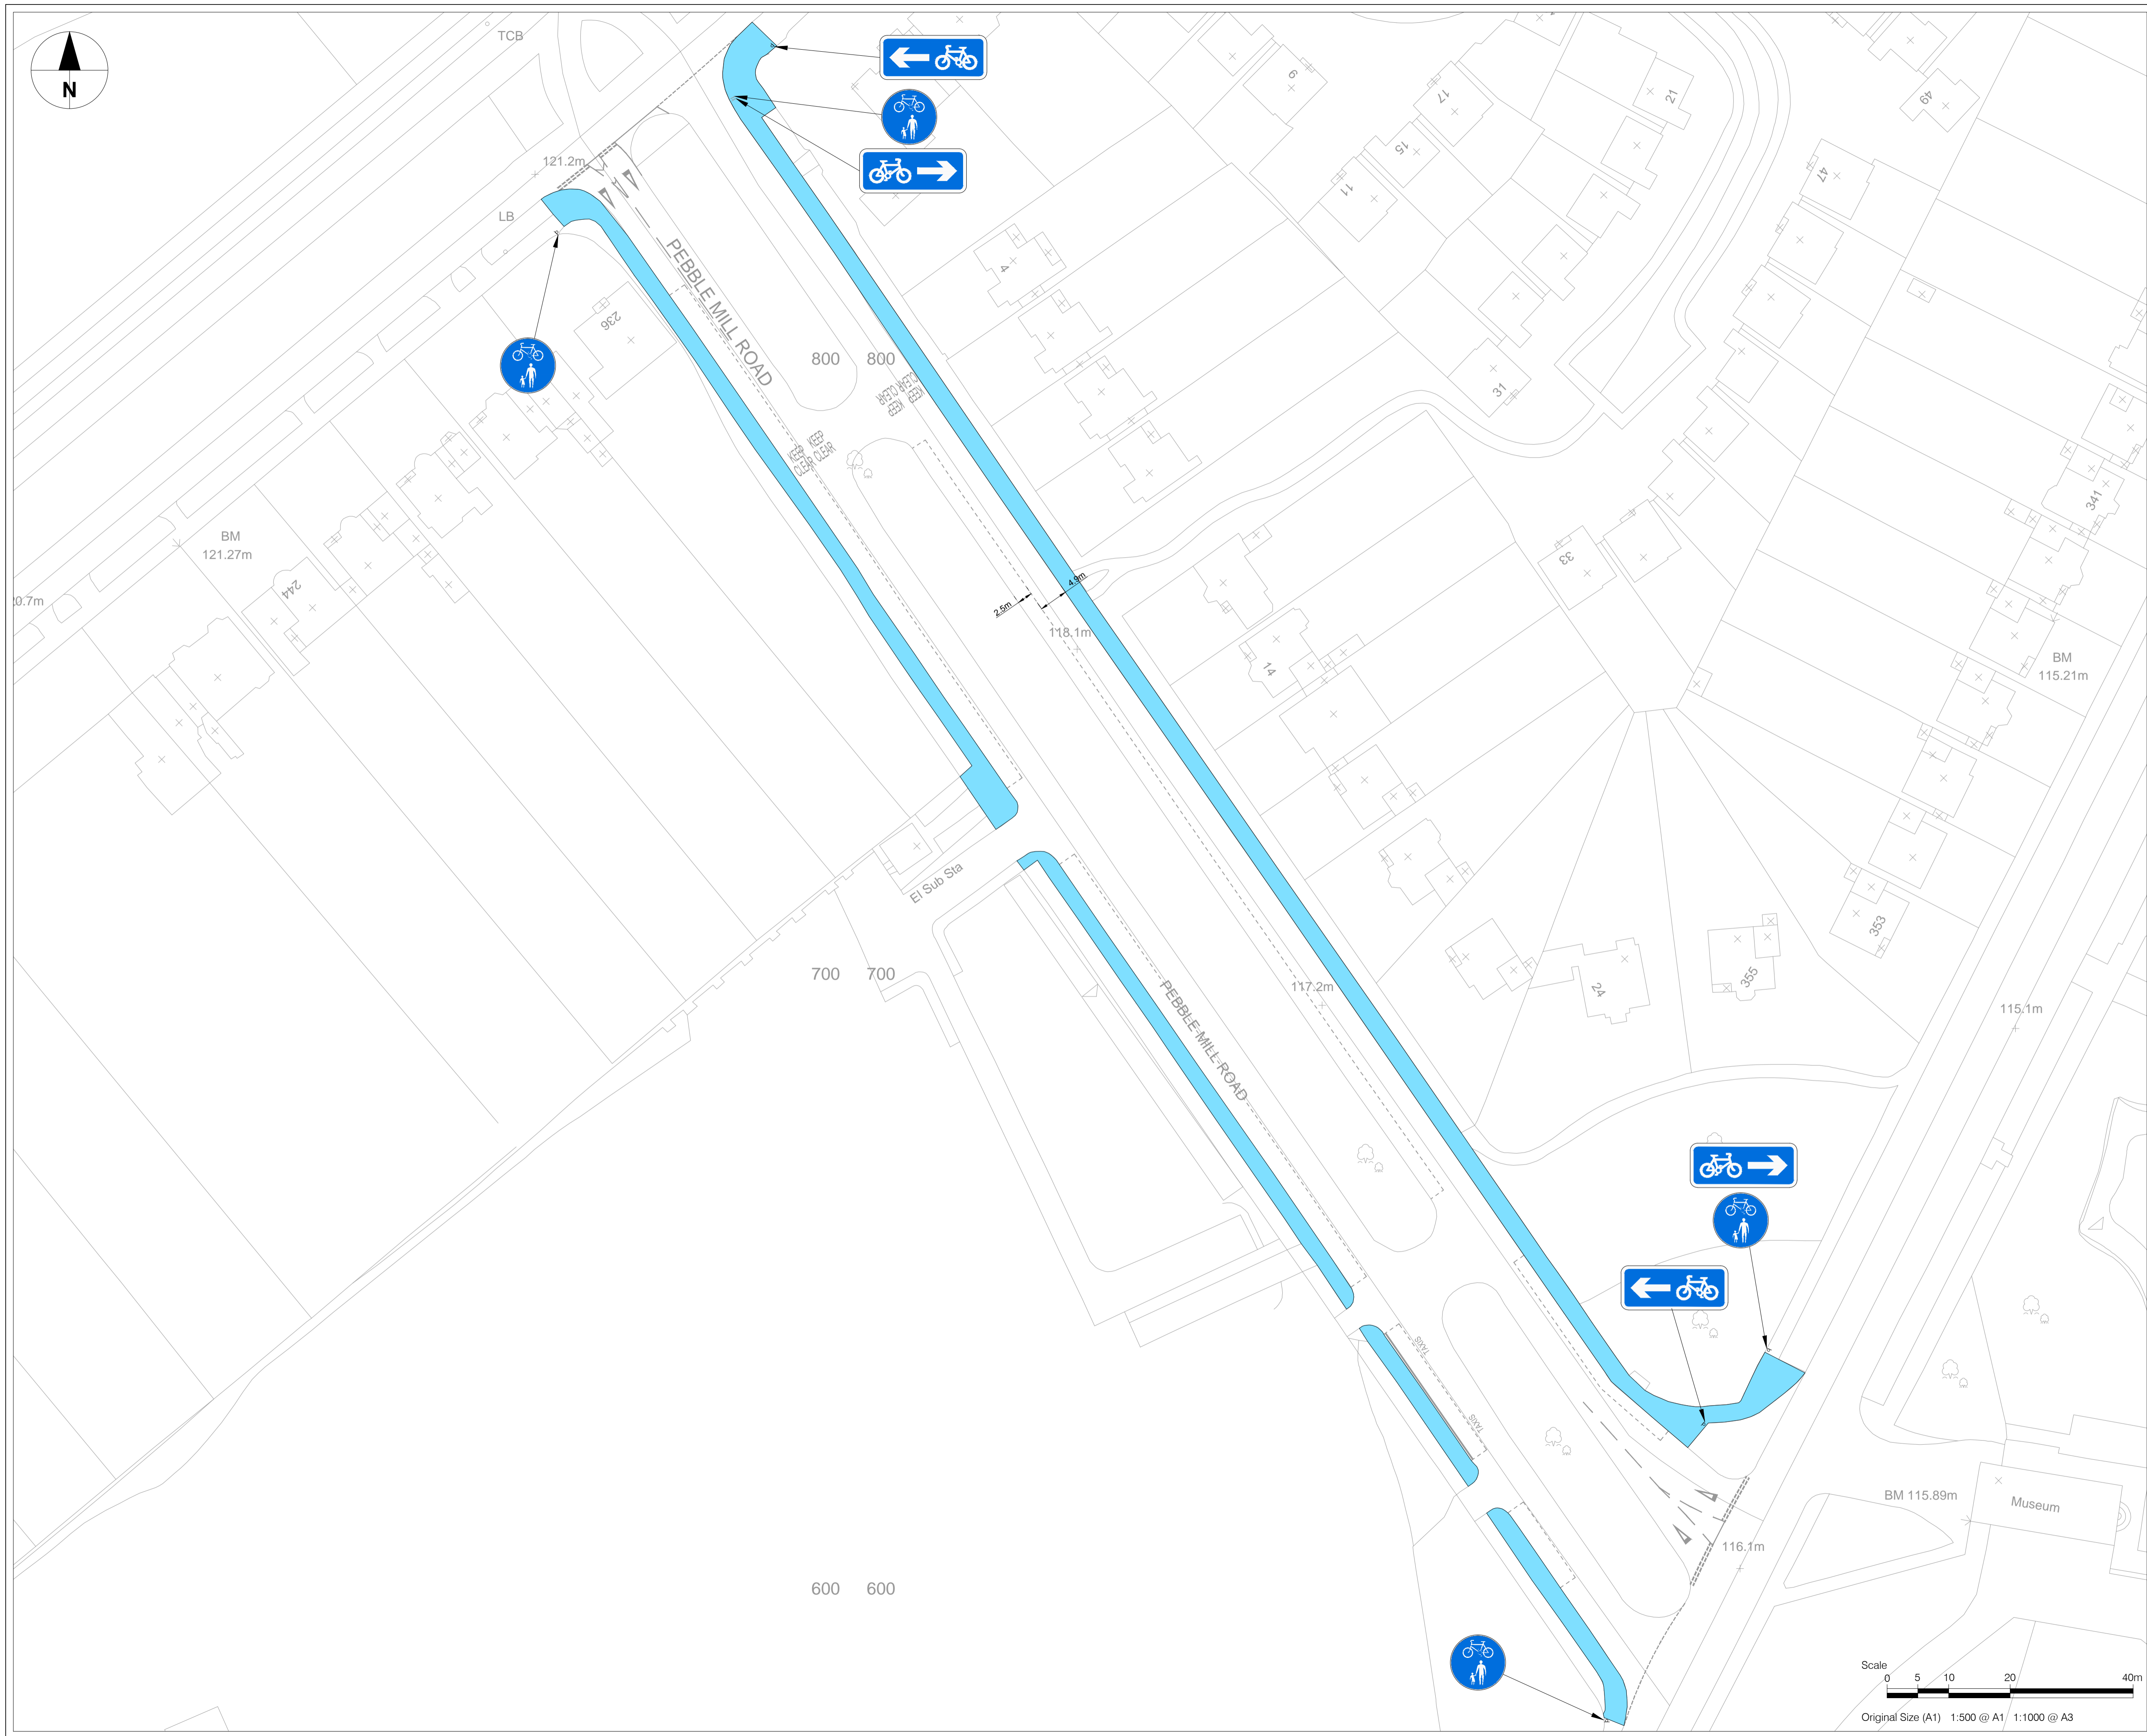 N
TCB
6
17
21
49
121.2m
15
47
11
LB
PEBBLE MILL ROAD
4
236
800 800
KEEP CLEAR
KEEP CLEAR
31
KEEP CLEAR
KEEP CLEAR
341
BM
121.27m
244
33
4.9m
2.5m
20.7m
118.1m
14
BM
115.21m
El Sub Sta
353
700 700
117.2m
24
355
PEBBLE MILL ROAD
115.1m
TAXIS
TAXIS
BM 115.89m
Museum
116.1m
600 600
Scale
0 5 10 20 40m
Original Size (A1) 1:500 @ A1 1:1000 @ A3